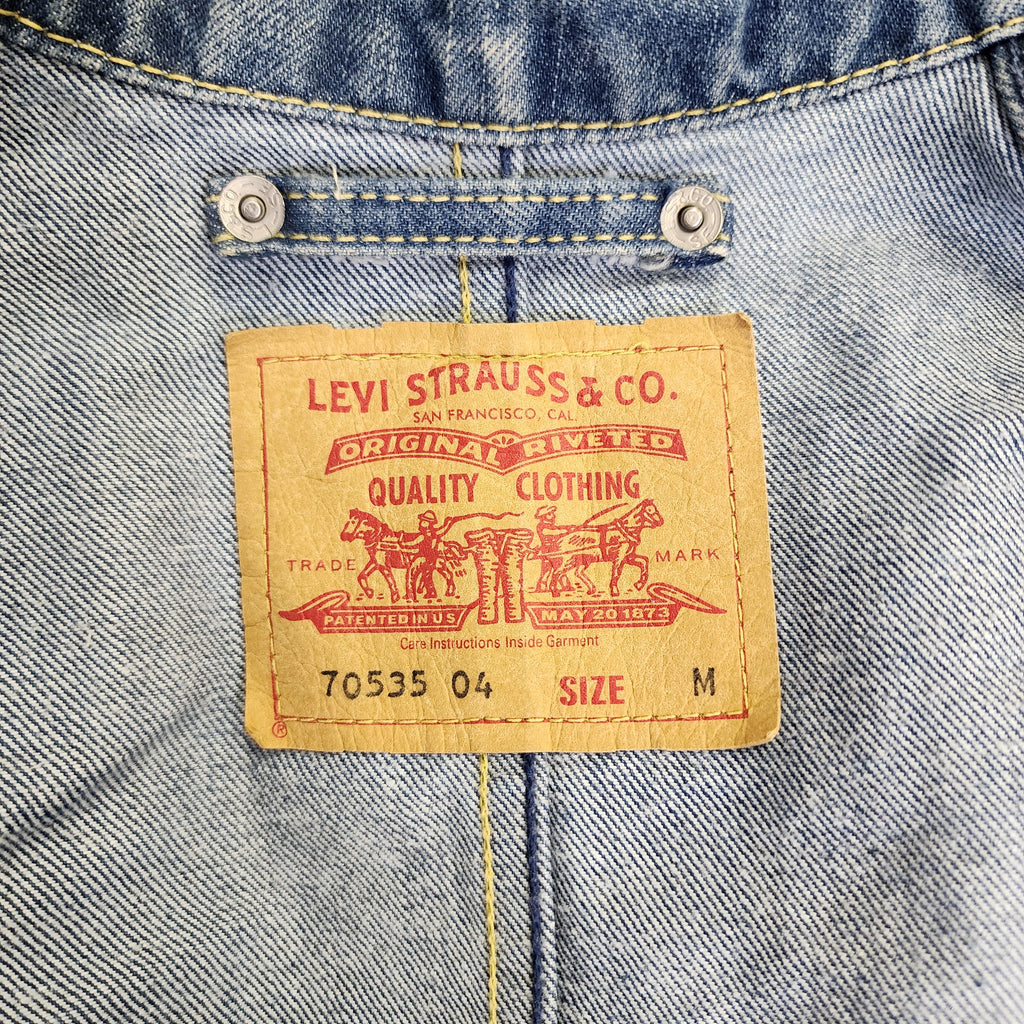 LEVI STRAUSS & CO.
SAN FRANCISCO, CAL.
ORIGINAL RIVETED
QUALITY CLOTHING
TRADE MARK
PATENTED IN U S MAY 20 1873
Care Instructions Inside Garment
70535 04 SIZE M
®